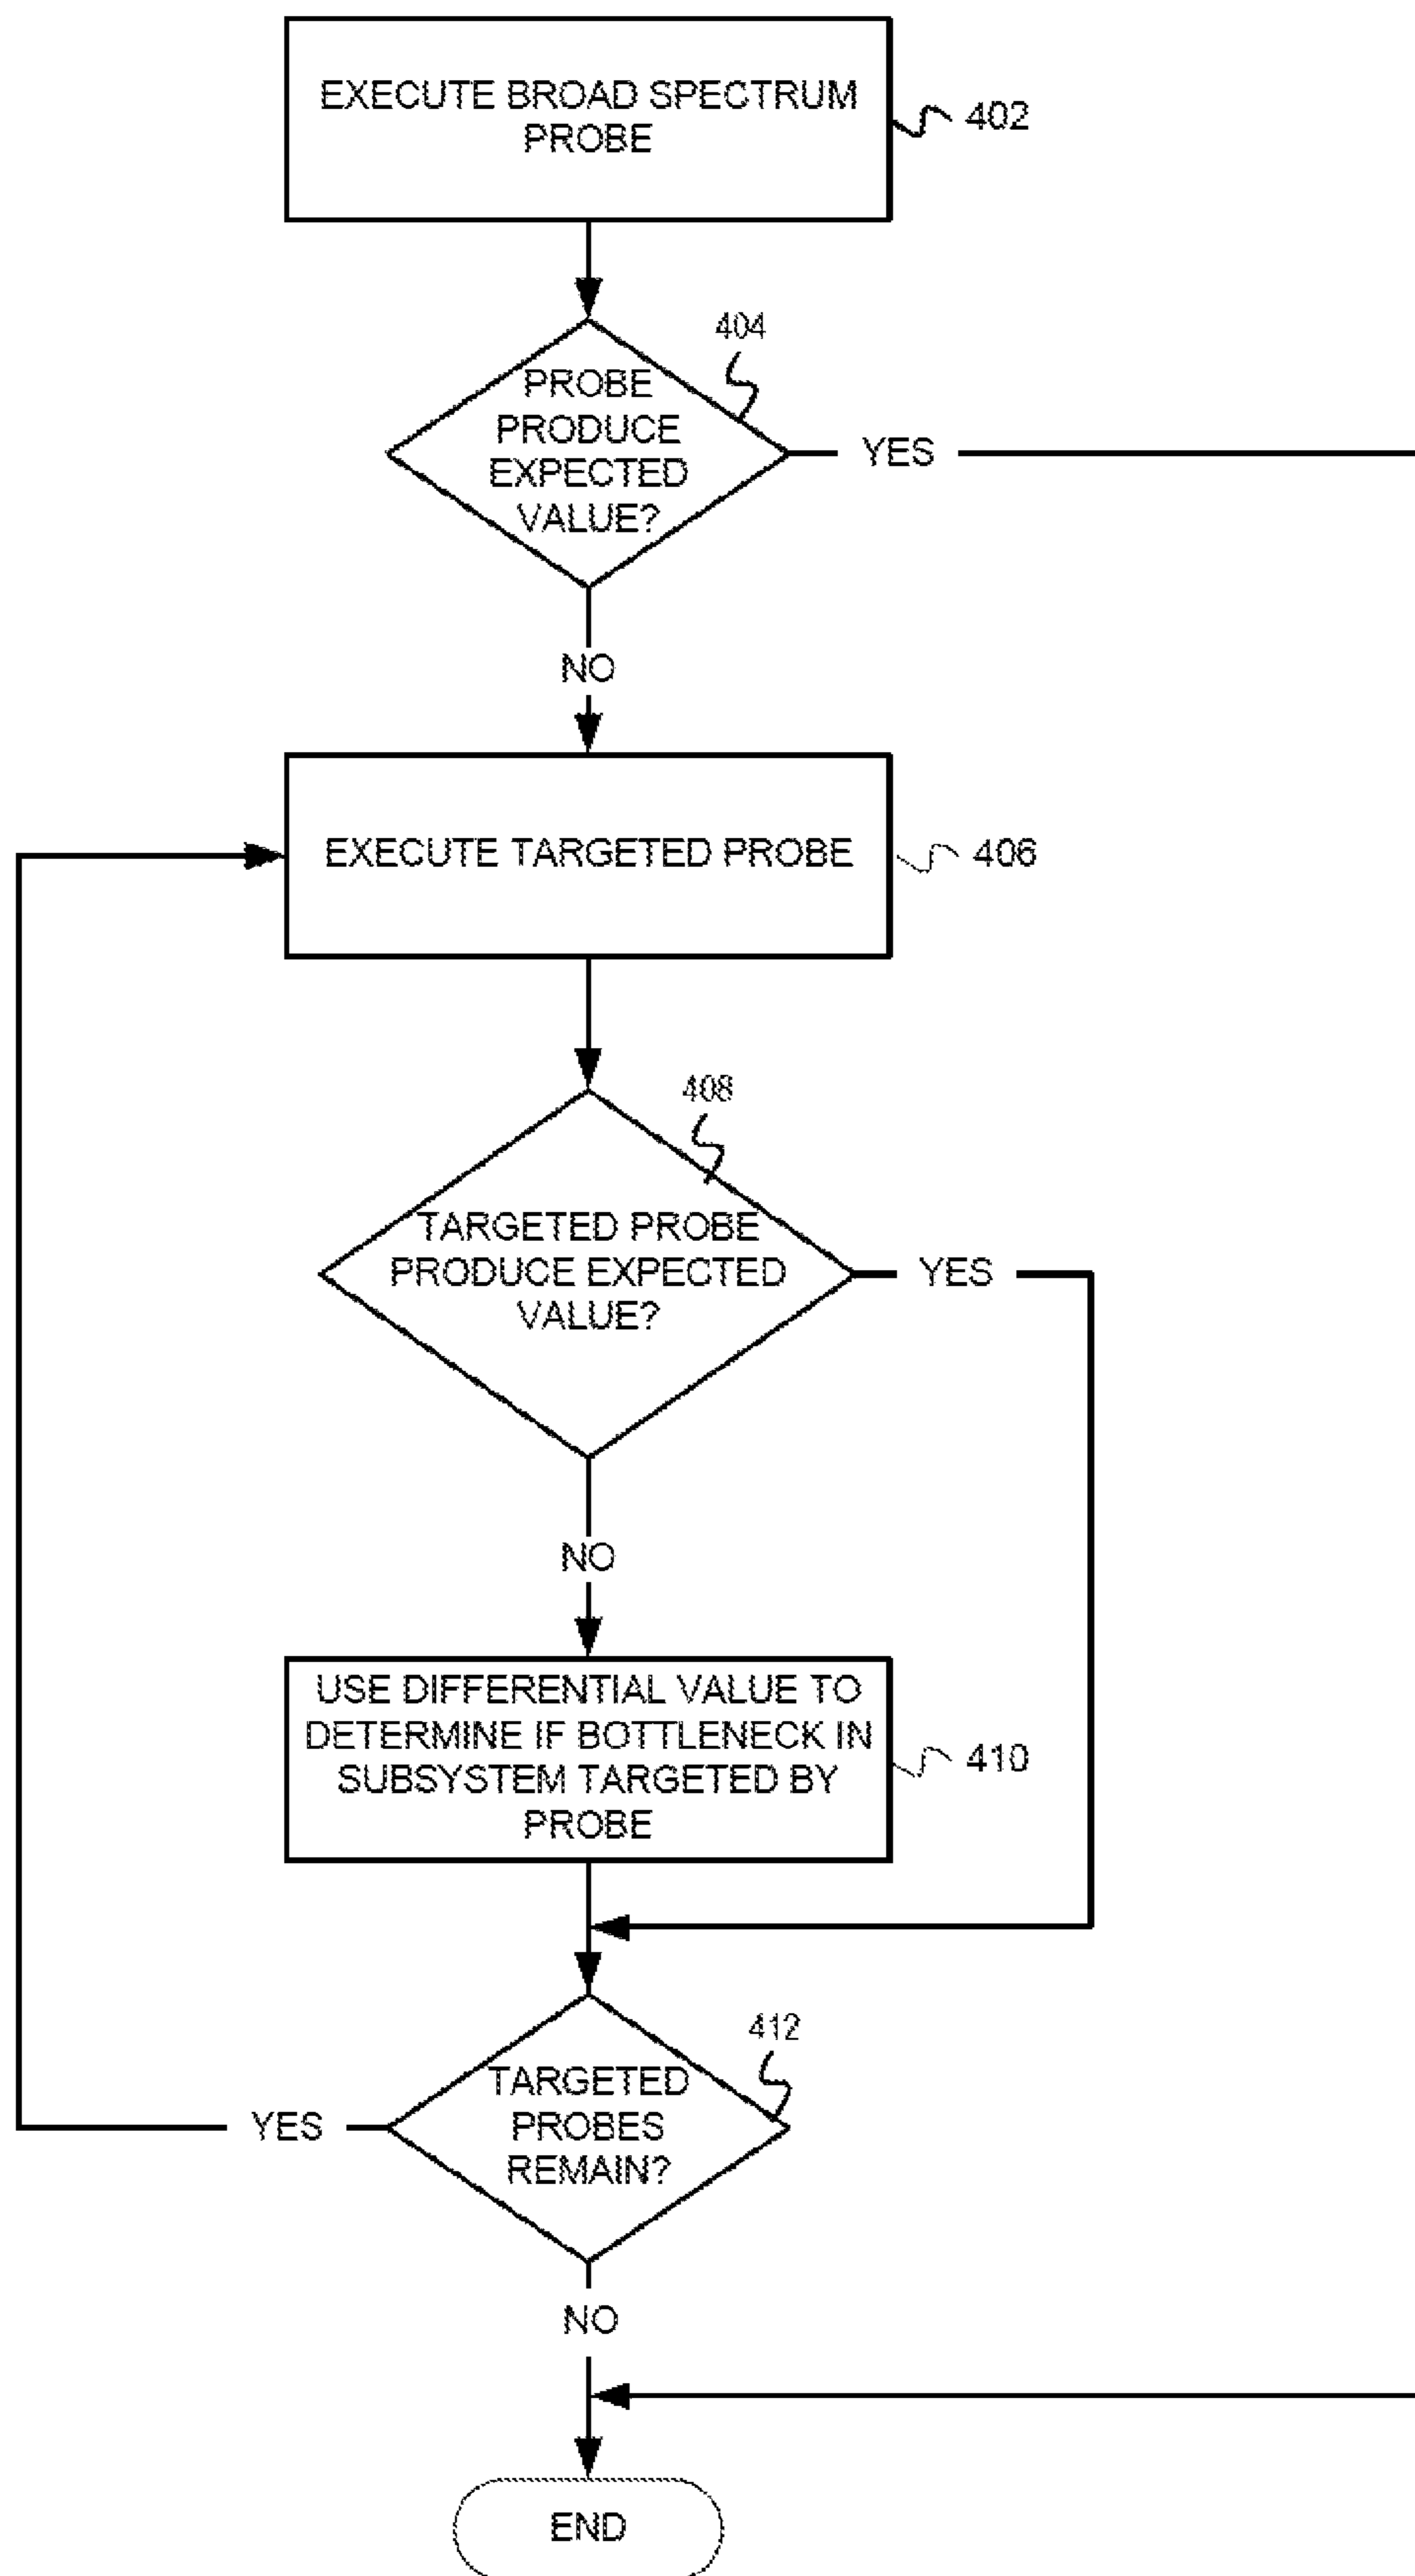 EXECUTE BROAD SPECTRUM
PROBE
402
404
PROBE
PRODUCE
EXPECTED
VALUE?
YES
NO
EXECUTE TARGETED PROBE
406
408
TARGETED PROBE
PRODUCE EXPECTED
VALUE?
YES
NO
USE DIFFERENTIAL VALUE TO
DETERMINE IF BOTTLENECK IN
SUBSYSTEM TARGETED BY
PROBE
410
412
TARGETED
PROBES
REMAIN?
YES
NO
END